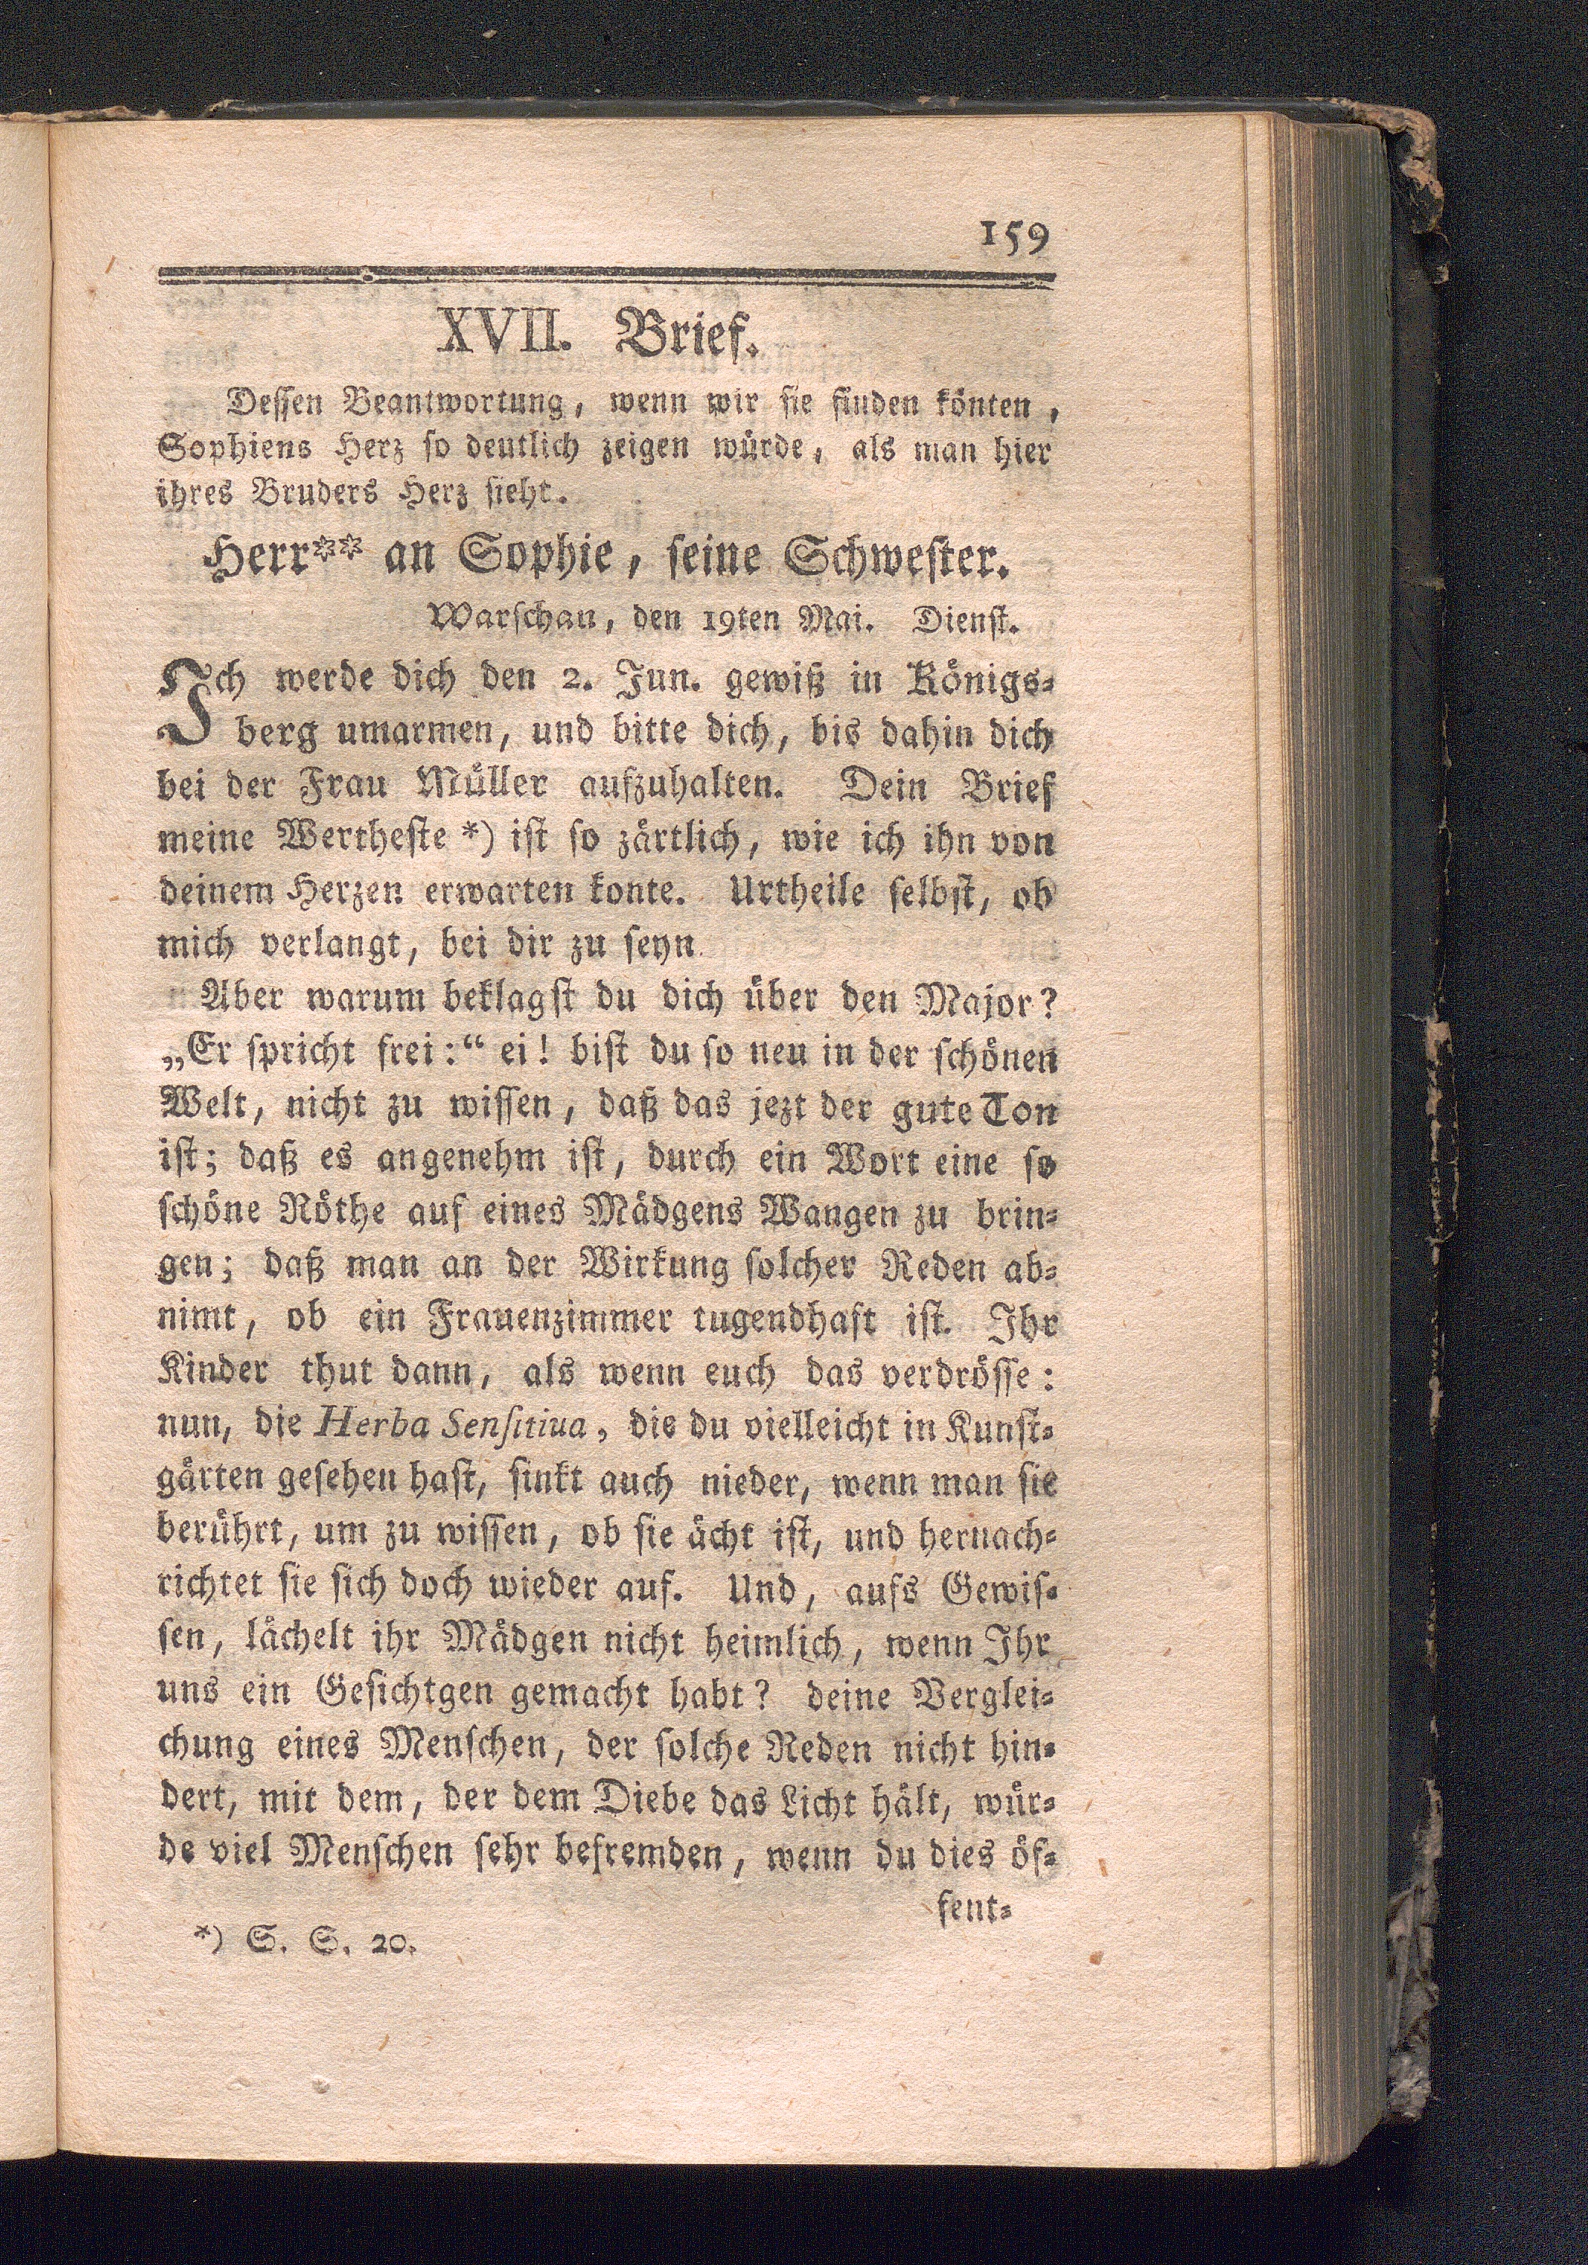 159
XVII. Brief.
Dessen Beantwortung, wenn wir sie finden könten,
Sophiens Herz so deutlich zeigen würde, als man hier
ihres Bruders Herz sieht.
Herr** an Sophie, seine Schwester.
Warschau, den 19ten Mai. Dienst.
Ich werde dich den 2. Jun. gewiß in Königs-
berg umarmen, und bitte dich, bis dahin dich
bei der Frau Müller aufzuhalten. Dein Brief
meine Wertheste *) ist so zärtlich, wie ich ihn von
deinem Herzen erwarten konte. Urtheile selbst, ob
mich verlangt, bei dir zu seyn
Aber warum beklagst du dich über den Major?
„Er spricht frei:“ ei! bist du so neu in der schönen
Welt, nicht zu wissen, daß das jezt der gute Ton
ist; daß es angenehm ist, durch ein Wort eine so
schöne Röthe auf eines Mädgens Wangen zu brin-
gen; daß man an der Wirkung solcher Reden ab-
nimt, ob ein Frauenzimmer tugendhaft ist. Ihr
Kinder thut dann, als wenn euch das verdrösse:
nun, die Herba Sensitiua, die du vielleicht in Kunst-
gärten gesehen hast, sinkt auch nieder, wenn man sie
berührt, um zu wissen, ob sie ächt ist, und hernach-
richtet sie sich doch wieder auf. Und, aufs Gewis-
sen, lächelt ihr Mädgen nicht heimlich, wenn Ihr
uns ein Gesichtgen gemacht habt? deine Verglei-
chung eines Menschen, der solche Reden nicht hin-
dert, mit dem, der dem Diebe das Licht hält, wür-
de viel Menschen sehr befremden, wenn du dies öf-
fent-
*) S. S. 20.